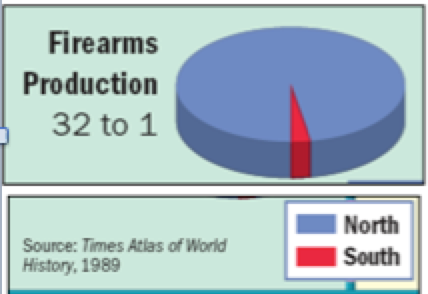 Firearms
Production
32 to 1
North
South
Source: Times Atlas of World
History, 1989